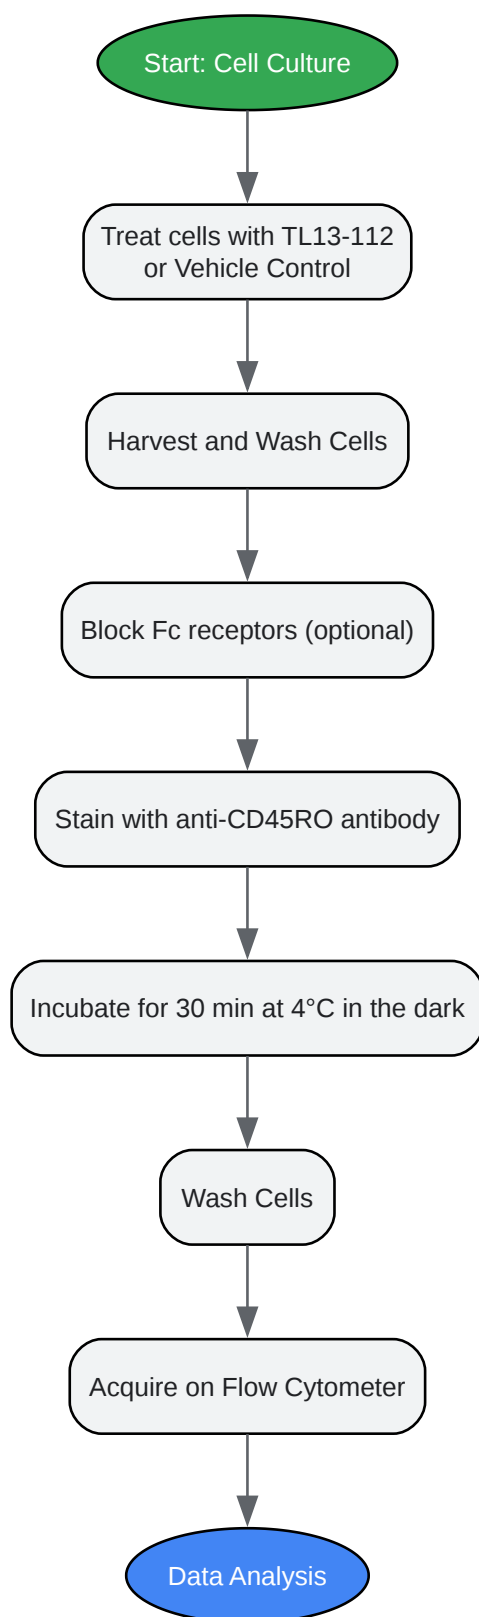 Start: Cell Culture
Treat cells with TL13-112
or Vehicle Control
Harvest and Wash Cells
Block Fc receptors (optional)
Stain with anti-CD45RO antibody
Incubate for 30 min at 4°C in the dark
Wash Cells
Acquire on Flow Cytometer
Data Analysis